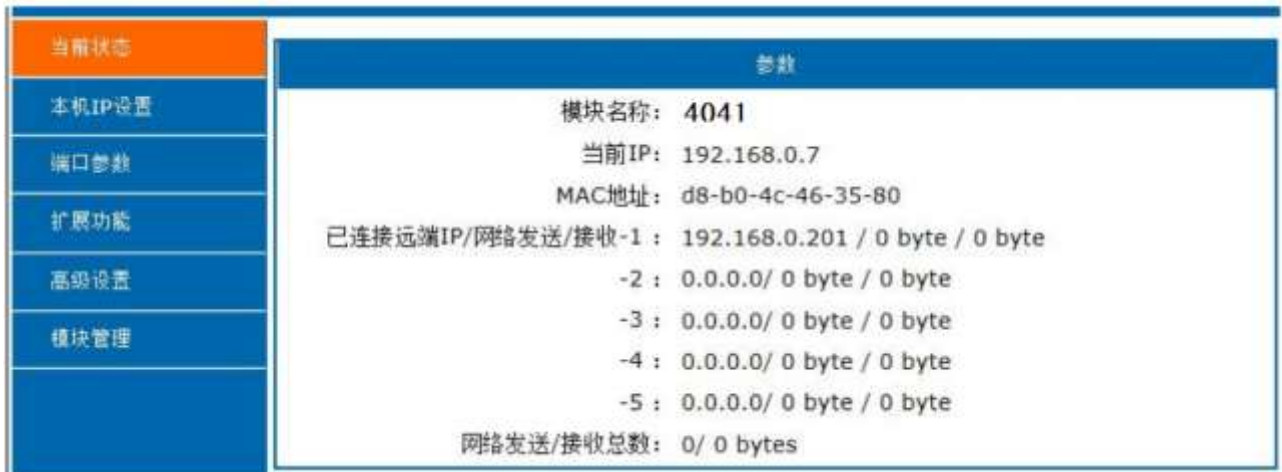 当前状态
本机IP设置
端口参数
扩展功能
高级设置
模块管理
参数
模块名称： 4041
当前IP： 192.168.0.7
MAC地址： d8-b0-4c-46-35-80
已连接远端IP/网络发送/接收-1： 192.168.0.201 / 0 byte / 0 byte
-2： 0.0.0.0/ 0 byte / 0 byte
-3： 0.0.0.0/ 0 byte / 0 byte
-4： 0.0.0.0/ 0 byte / 0 byte
-5： 0.0.0.0/ 0 byte / 0 byte
网络发送/接收总数： 0/ 0 bytes